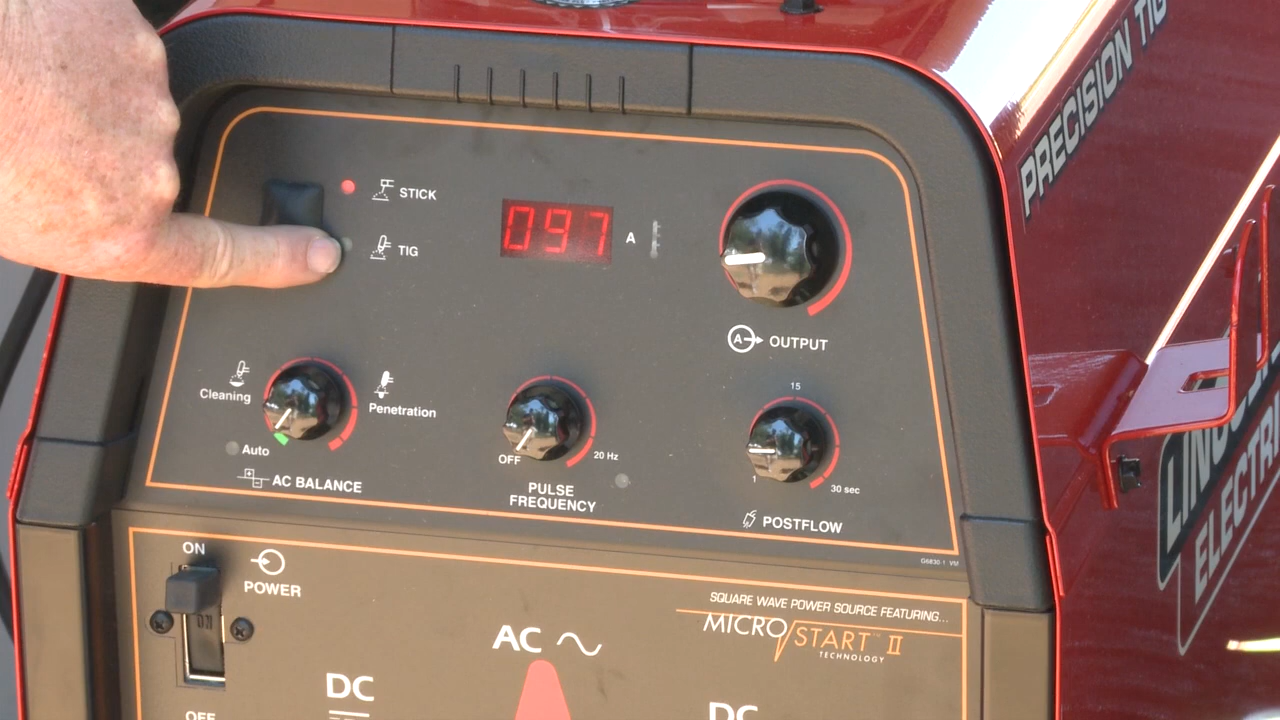 PRECISION TIG
STICK
TIG
097
A
A
OUTPUT
Cleaning
Penetration
Auto
AC BALANCE
OFF
20 Hz
PULSE
FREQUENCY
15
1
30 sec
POSTFLOW
G6830-1 VM
LINCOLN
ELECTRIC
ON
POWER
SQUARE WAVE POWER SOURCE FEATURING...
MICRO START™ II
TECHNOLOGY
AC
DC
DC
OFF